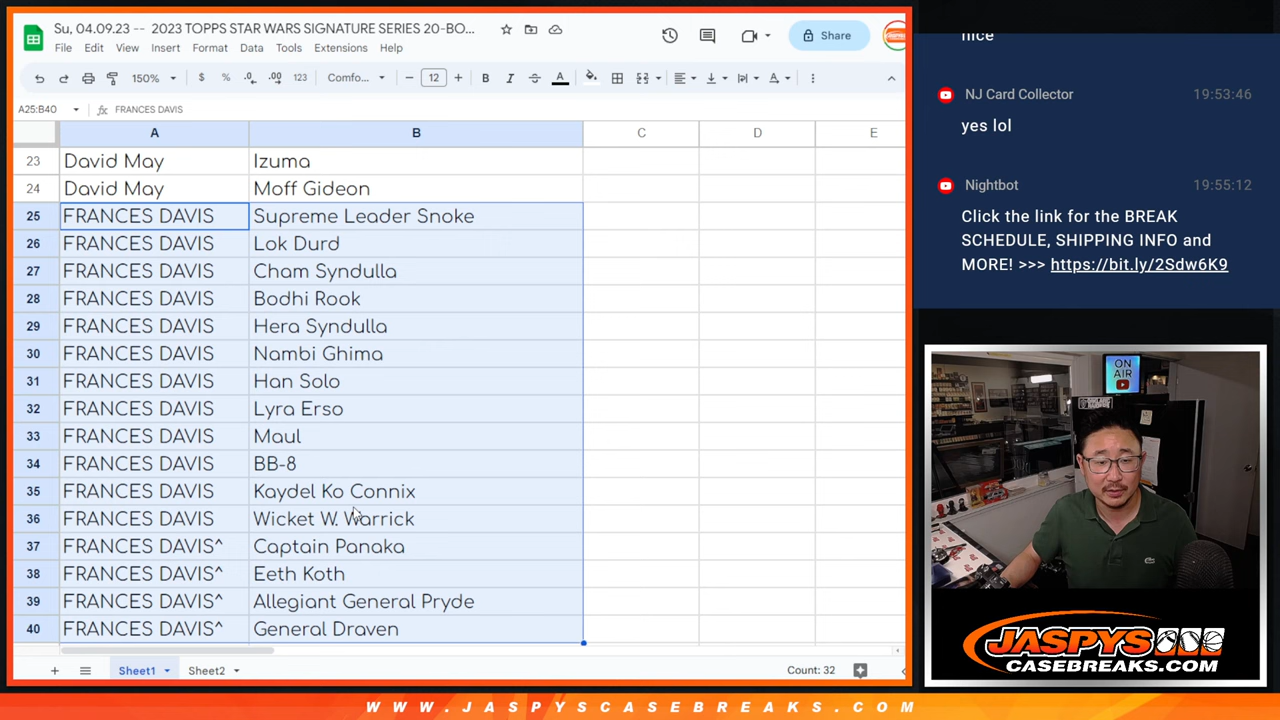 Su, 04.09.23 -- 2023 TOPPS STAR WARS SIGNATURE SERIES 20-BO...
File Edit View Insert Format Data Tools Extensions Help
Share
150% $ % .0 .00 123 Comfo... − 12 + B I S A
A25:B40 fx FRANCES DAVIS
A B C D E
23 David May Izuma
24 David May Moff Gideon
25 FRANCES DAVIS Supreme Leader Snoke
26 FRANCES DAVIS Lok Durd
27 FRANCES DAVIS Cham Syndulla
28 FRANCES DAVIS Bodhi Rook
29 FRANCES DAVIS Hera Syndulla
30 FRANCES DAVIS Nambi Ghima
31 FRANCES DAVIS Han Solo
32 FRANCES DAVIS Lyra Erso
33 FRANCES DAVIS Maul
34 FRANCES DAVIS BB-8
35 FRANCES DAVIS Kaydel Ko Connix
36 FRANCES DAVIS Wicket W. Warrick
37 FRANCES DAVIS^ Captain Panaka
38 FRANCES DAVIS^ Eeth Koth
39 FRANCES DAVIS^ Allegiant General Pryde
40 FRANCES DAVIS^ General Draven
+ Sheet1 Sheet2 Count: 32
nice
NJ Card Collector 19:53:46
yes lol
Nightbot 19:55:12
Click the link for the BREAK
SCHEDULE, SHIPPING INFO and
MORE! >>> https://bit.ly/2Sdw6K9
ON
AIR
JASPYS
CASEBREAKS.COM
WWW.JASPYSCASEBREAKS.COM